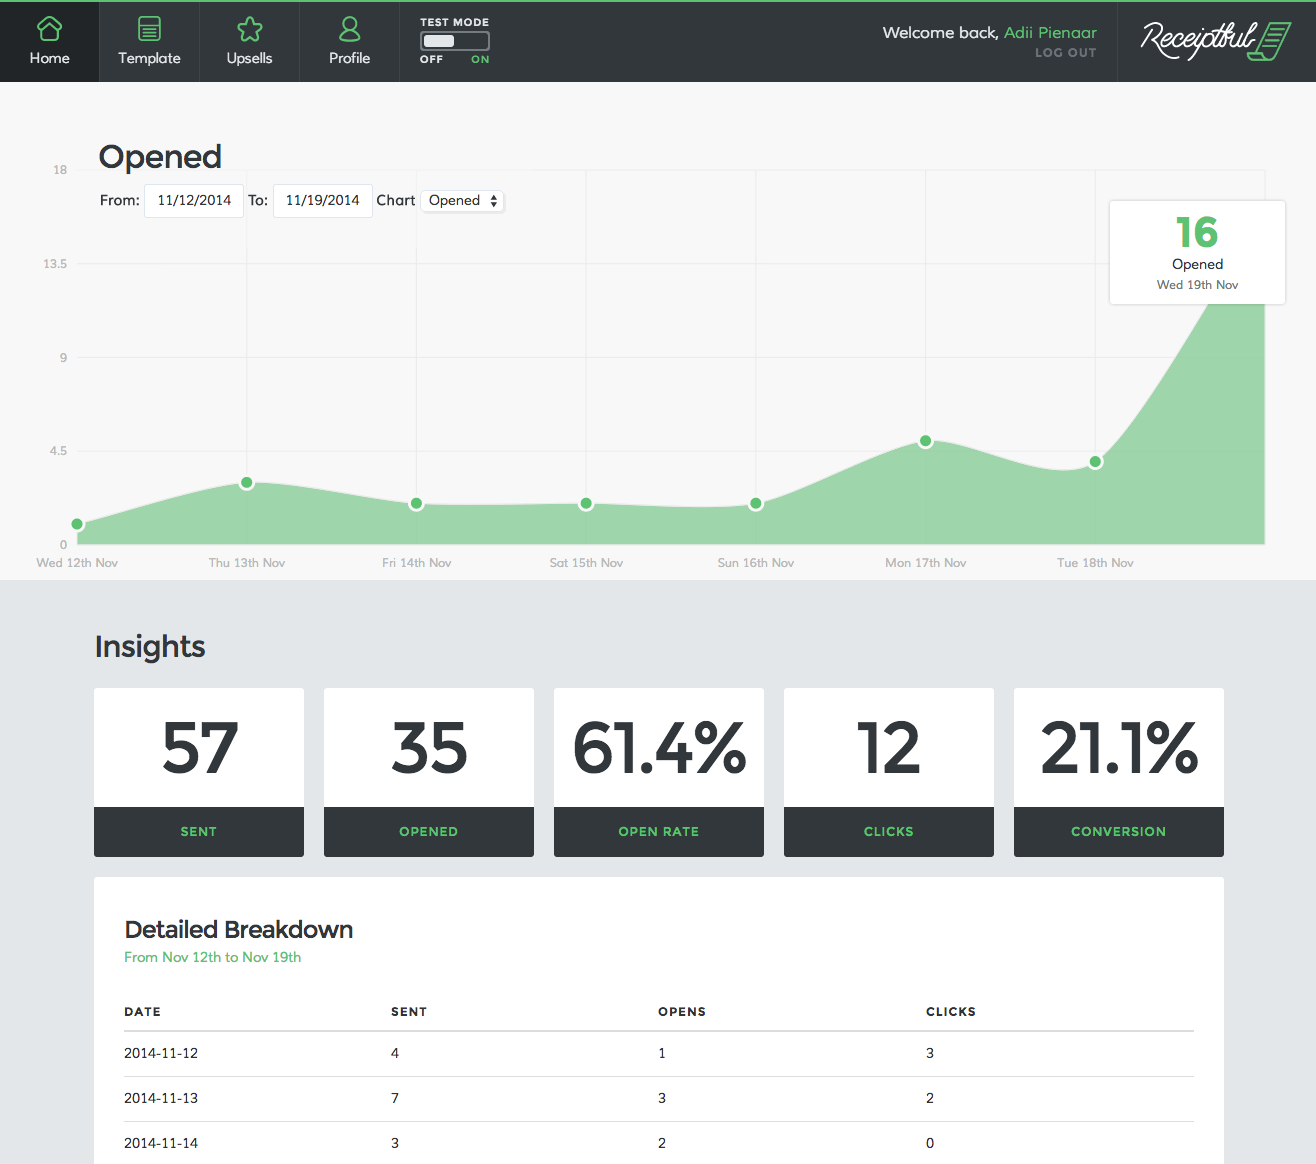 Home
Template
Upsells
Profile
TEST MODE
OFF ON
Welcome back, Adii Pienaar
LOG OUT
Receiptful
Opened
From: 11/12/2014 To: 11/19/2014 Chart Opened
18
13.5
9
4.5
0
16
Opened
Wed 19th Nov
Wed 12th Nov Thu 13th Nov Fri 14th Nov Sat 15th Nov Sun 16th Nov Mon 17th Nov Tue 18th Nov
Insights
57
SENT
35
OPENED
61.4%
OPEN RATE
12
CLICKS
21.1%
CONVERSION
Detailed Breakdown
From Nov 12th to Nov 19th
DATE SENT OPENS CLICKS
2014-11-12 4 1 3
2014-11-13 7 3 2
2014-11-14 3 2 0